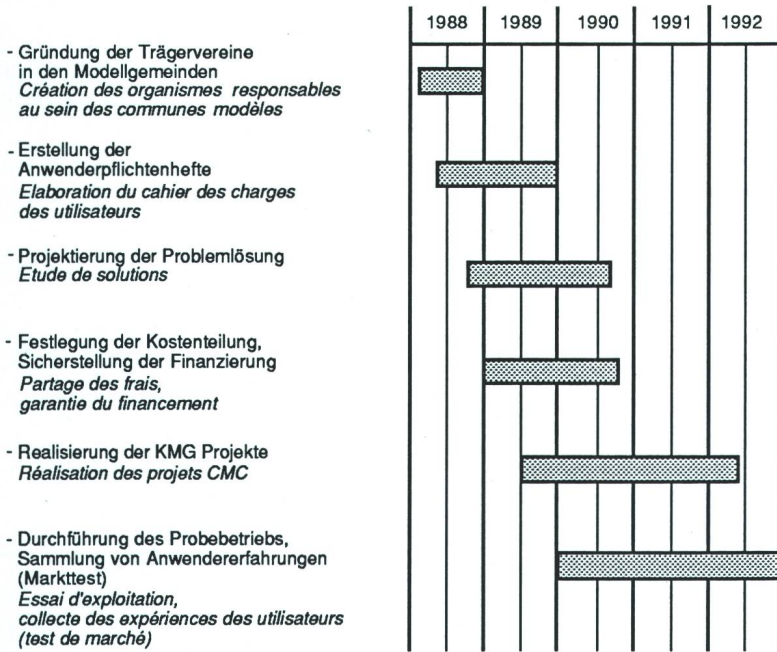 1988 1989 1990 1991 1992
- Gründung der Trägervereine
in den Modellgemeinden
Création des organismes responsables
au sein des communes modèles
- Erstellung der
Anwenderpflichtenhefte
Elaboration du cahier des charges
des utilisateurs
- Projektierung der Problemlösung
Etude de solutions
- Festlegung der Kostenteilung,
Sicherstellung der Finanzierung
Partage des frais,
garantie du financement
- Realisierung der KMG Projekte
Réalisation des projets CMC
- Durchführung des Probebetriebs,
Sammlung von Anwendererfahrungen
(Markttest)
Essai d'exploitation,
collecte des expériences des utilisateurs
(test de marché)